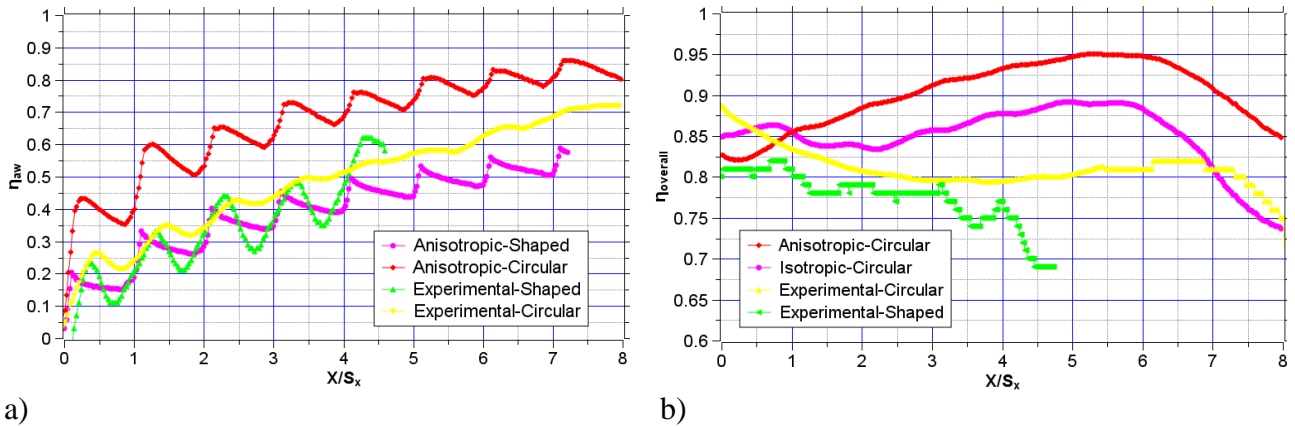 1
0.9
0.8
0.7
0.6
0.5
0.4
0.3
0.2
0.1
0
ηaw
0 1 2 3 4 5 6 7 8
X/Sx
Anisotropic-Shaped
Anisotropic-Circular
Experimental-Shaped
Experimental-Circular
a)
1
0.95
0.9
0.85
0.8
0.75
0.7
0.65
0.6
ηoverall
0 1 2 3 4 5 6 7 8
X/Sx
Anisotropic-Circular
Isotropic-Circular
Experimental-Circular
Experimental-Shaped
b)